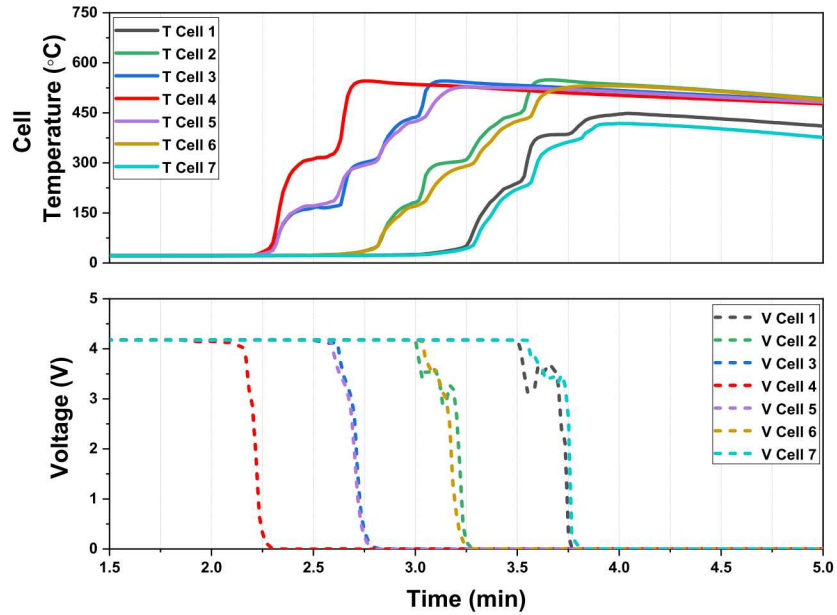 750
600
450
300
150
0
Cell
Temperature (◦C)
T Cell 1
T Cell 2
T Cell 3
T Cell 4
T Cell 5
T Cell 6
T Cell 7
5
4
3
2
1
0
Voltage (V)
V Cell 1
V Cell 2
V Cell 3
V Cell 4
V Cell 5
V Cell 6
V Cell 7
1.5 2.0 2.5 3.0 3.5 4.0 4.5 5.0
Time (min)